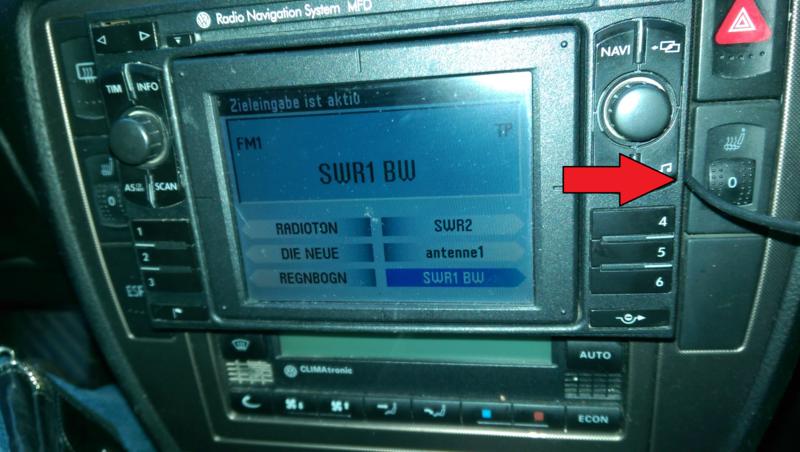 Radio Navigation System MFD
TIM INFO
NAVI
Zieleingabe ist aktiv
FM1
TP
SWR1 BW
AS SCAN
0
0
RADIOTON SWR2
DIE NEUE antenne1
REGNBOGN SWR1 BW
1
2
3
4
5
6
ESP
AUTO
CLIMAtronic
ECON